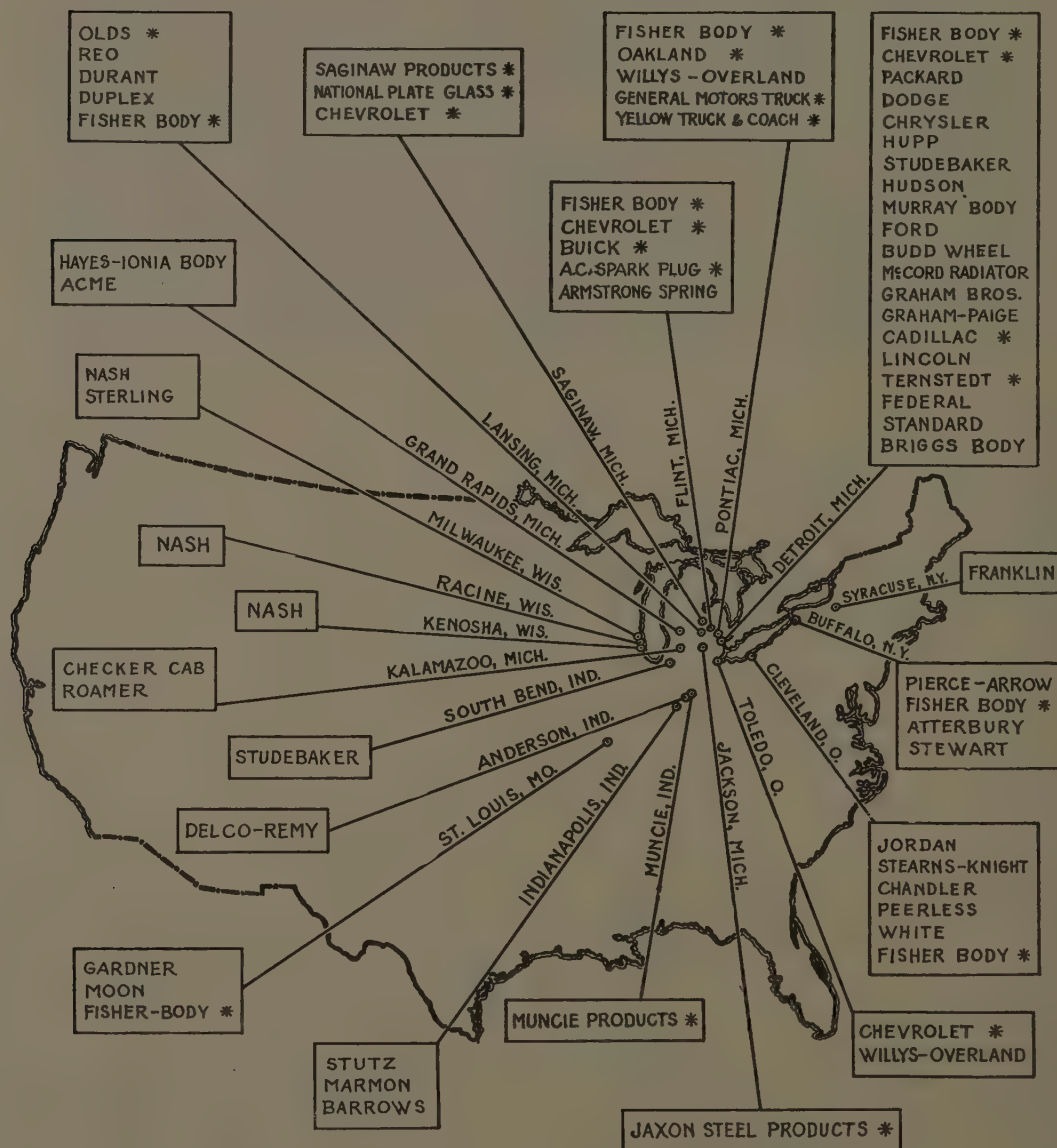 OLDS *
REO
DURANT
DUPLEX
FISHER BODY *
SAGINAW PRODUCTS *
NATIONAL PLATE GLASS *
CHEVROLET *
FISHER BODY *
OAKLAND *
WILLYS-OVERLAND
GENERAL MOTORS TRUCK *
YELLOW TRUCK & COACH *
FISHER BODY *
CHEVROLET *
PACKARD
DODGE
CHRYSLER
HUPP
STUDEBAKER
HUDSON
MURRAY BODY
FORD
BUDD WHEEL
McCORD RADIATOR
GRAHAM BROS.
GRAHAM-PAIGE
CADILLAC *
LINCOLN
TERNSTEDT *
FEDERAL
STANDARD
BRIGGS BODY
FISHER BODY *
CHEVROLET *
BUICK *
A.C. SPARK PLUG *
ARMSTRONG SPRING
HAYES-IONIA BODY
ACME
NASH
STERLING
NASH
NASH
CHECKER CAB
ROAMER
STUDEBAKER
DELCO-REMY
GARDNER
MOON
FISHER-BODY *
STUTZ
MARMON
BARROWS
MUNCIE PRODUCTS *
JAXON STEEL PRODUCTS *
CHEVROLET *
WILLYS-OVERLAND
JORDAN
STEARNS-KNIGHT
CHANDLER
PEERLESS
WHITE
FISHER BODY *
PIERCE-ARROW
FISHER BODY *
ATTERBURY
STEWART
FRANKLIN
SAGINAW, MICH.
LANSING, MICH.
GRAND RAPIDS, MICH.
MILWAUKEE, WIS.
RACINE, WIS.
KENOSHA, WIS.
KALAMAZOO, MICH.
SOUTH BEND, IND.
ANDERSON, IND.
ST. LOUIS, MO.
INDIANAPOLIS, IND.
MUNCIE, IND.
JACKSON, MICH.
TOLEDO, O.
CLEVELAND, O.
BUFFALO, N.Y.
SYRACUSE, N.Y.
DETROIT, MICH.
PONTIAC, MICH.
FLINT, MICH.